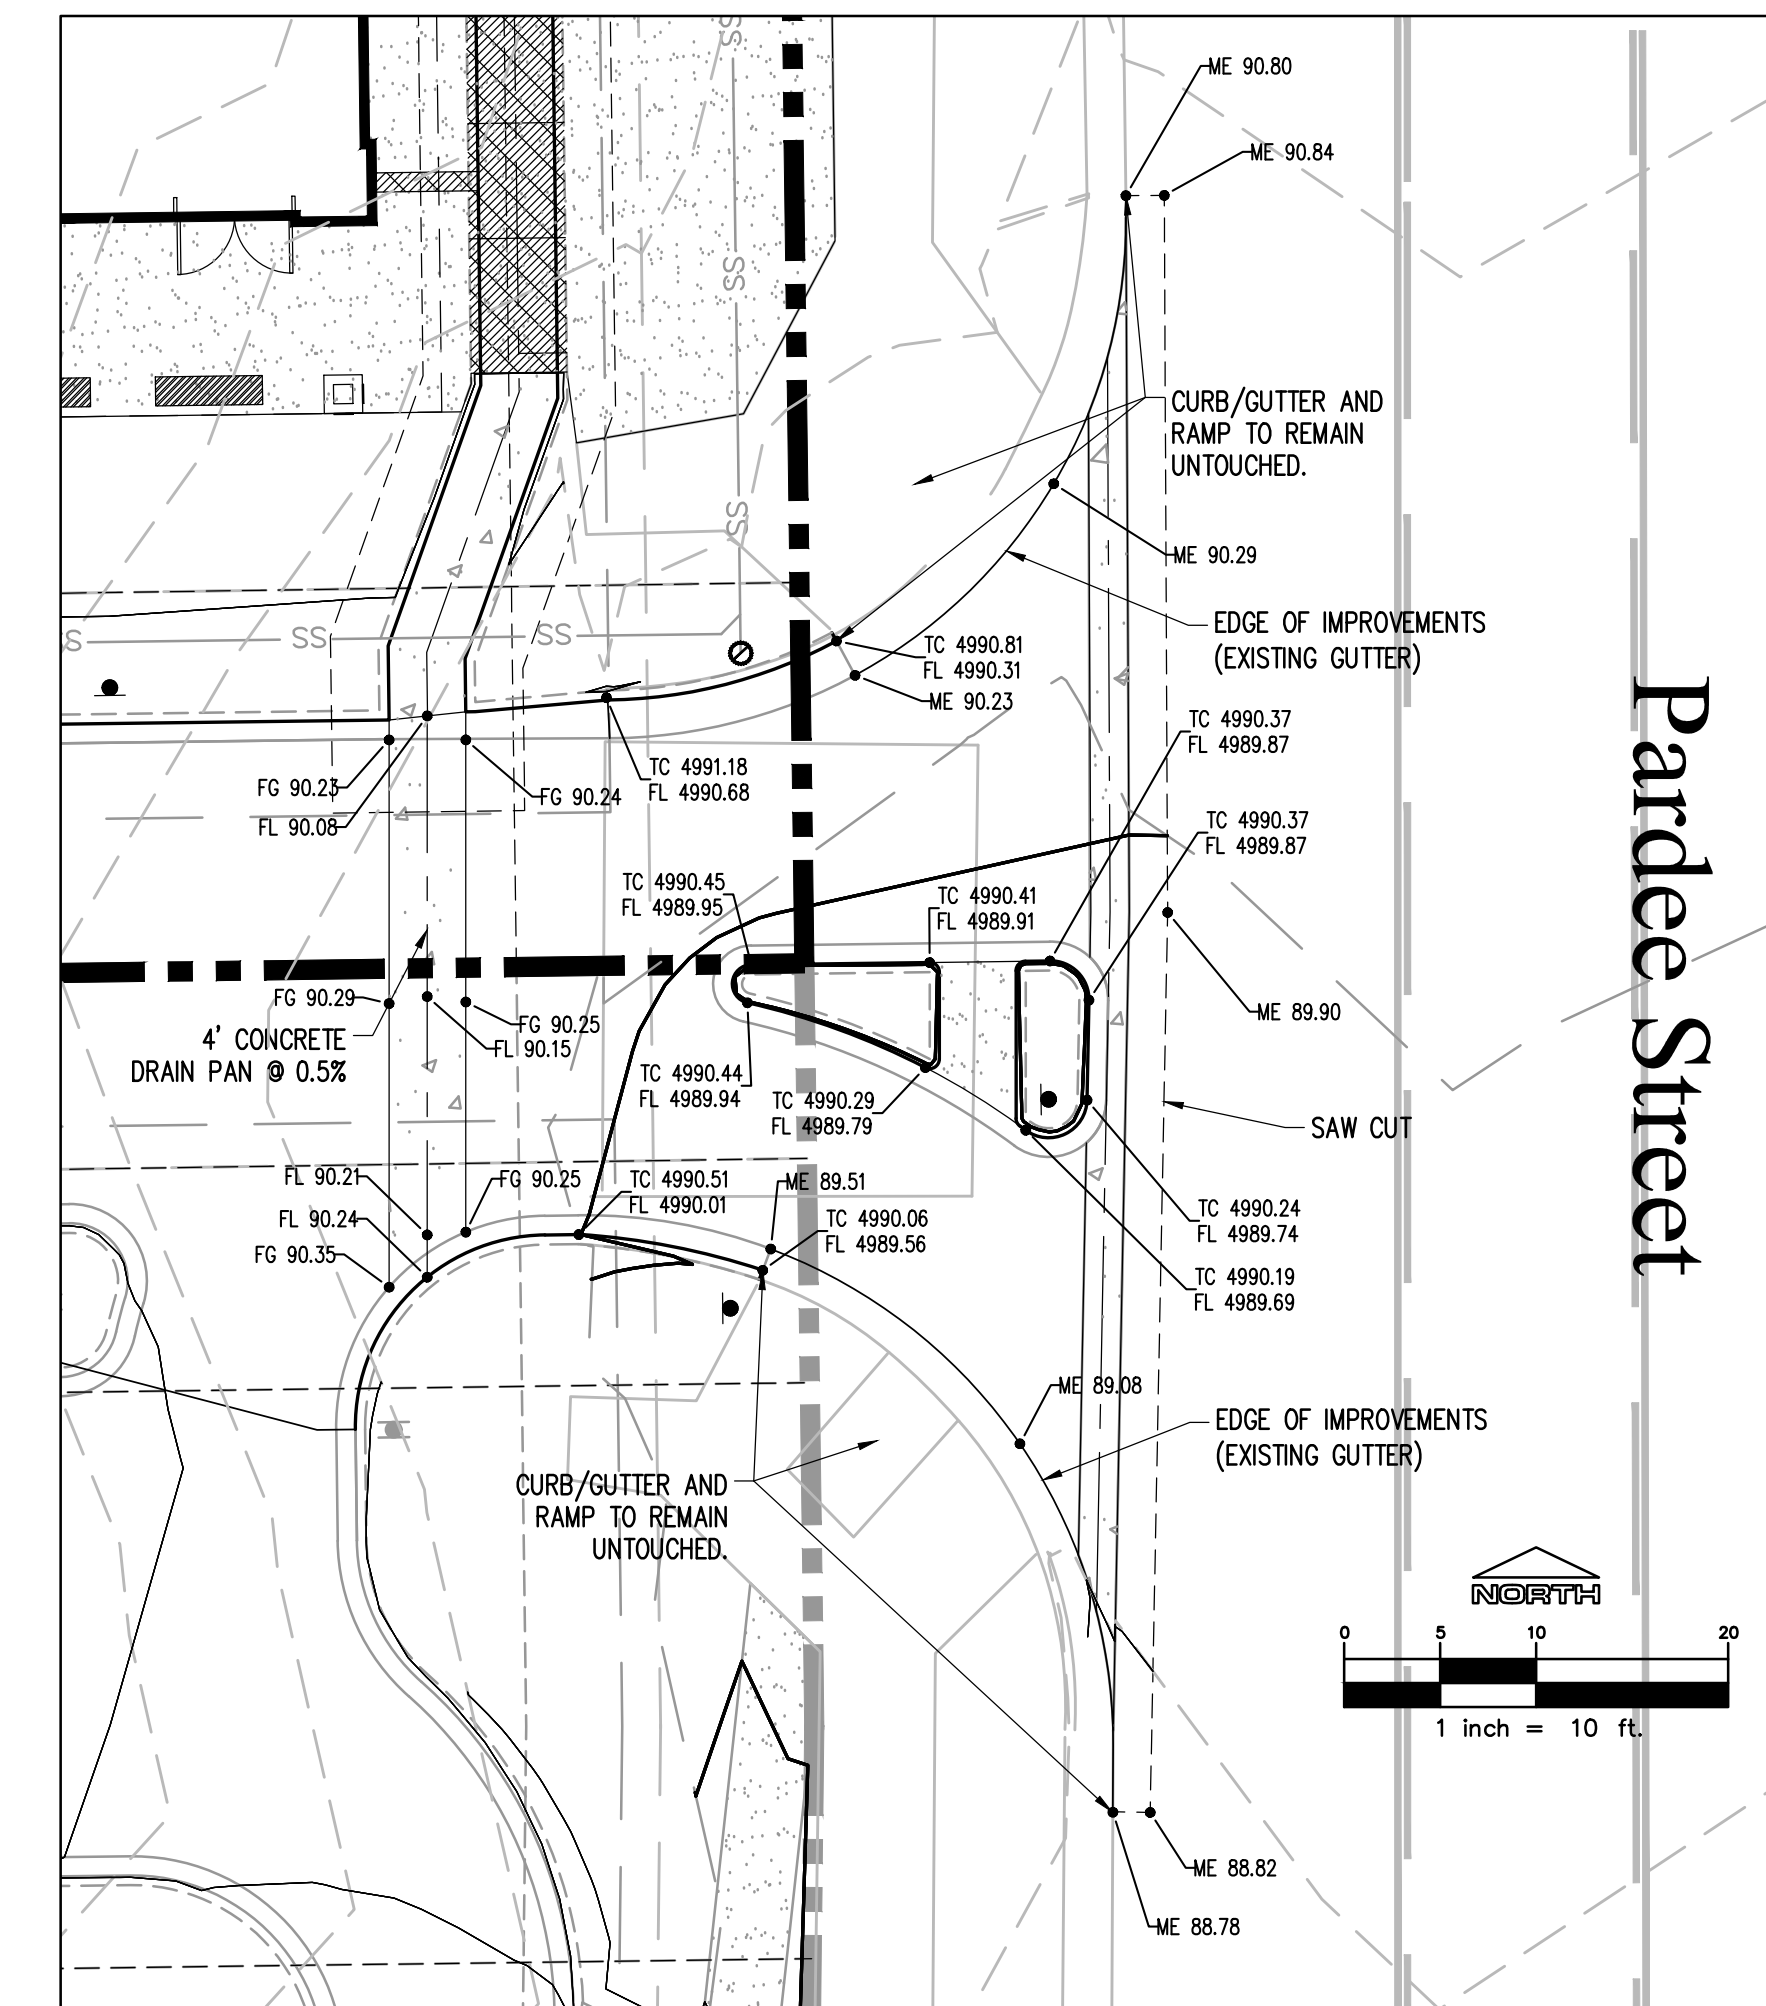 SS
ME 90.80
ME 90.84
SS
CURB/GUTTER AND
RAMP TO REMAIN
UNTOUCHED.
SS
ME 90.29
EDGE OF IMPROVEMENTS
(EXISTING GUTTER)
S
SS
SS
TC 4990.81
FL 4990.31
ME 90.23
TC 4990.37
FL 4989.87
FG 90.23
FL 90.08
FG 90.24
TC 4991.18
FL 4990.68
TC 4990.37
FL 4989.87
TC 4990.45
FL 4989.95
TC 4990.41
FL 4989.91
Pardee Street
FG 90.29
4' CONCRETE
DRAIN PAN @ 0.5%
FG 90.25
FL 90.15
ME 89.90
TC 4990.44
FL 4989.94
TC 4990.29
FL 4989.79
SAW CUT
FL 90.21
FL 90.24
FG 90.35
FG 90.25
TC 4990.51
FL 4990.01
ME 89.51
TC 4990.06
FL 4989.56
TC 4990.24
FL 4989.74
TC 4990.19
FL 4989.69
ME 89.08
EDGE OF IMPROVEMENTS
(EXISTING GUTTER)
CURB/GUTTER AND
RAMP TO REMAIN
UNTOUCHED.
NORTH
0 5 10 20
1 inch = 10 ft.
ME 88.82
ME 88.78